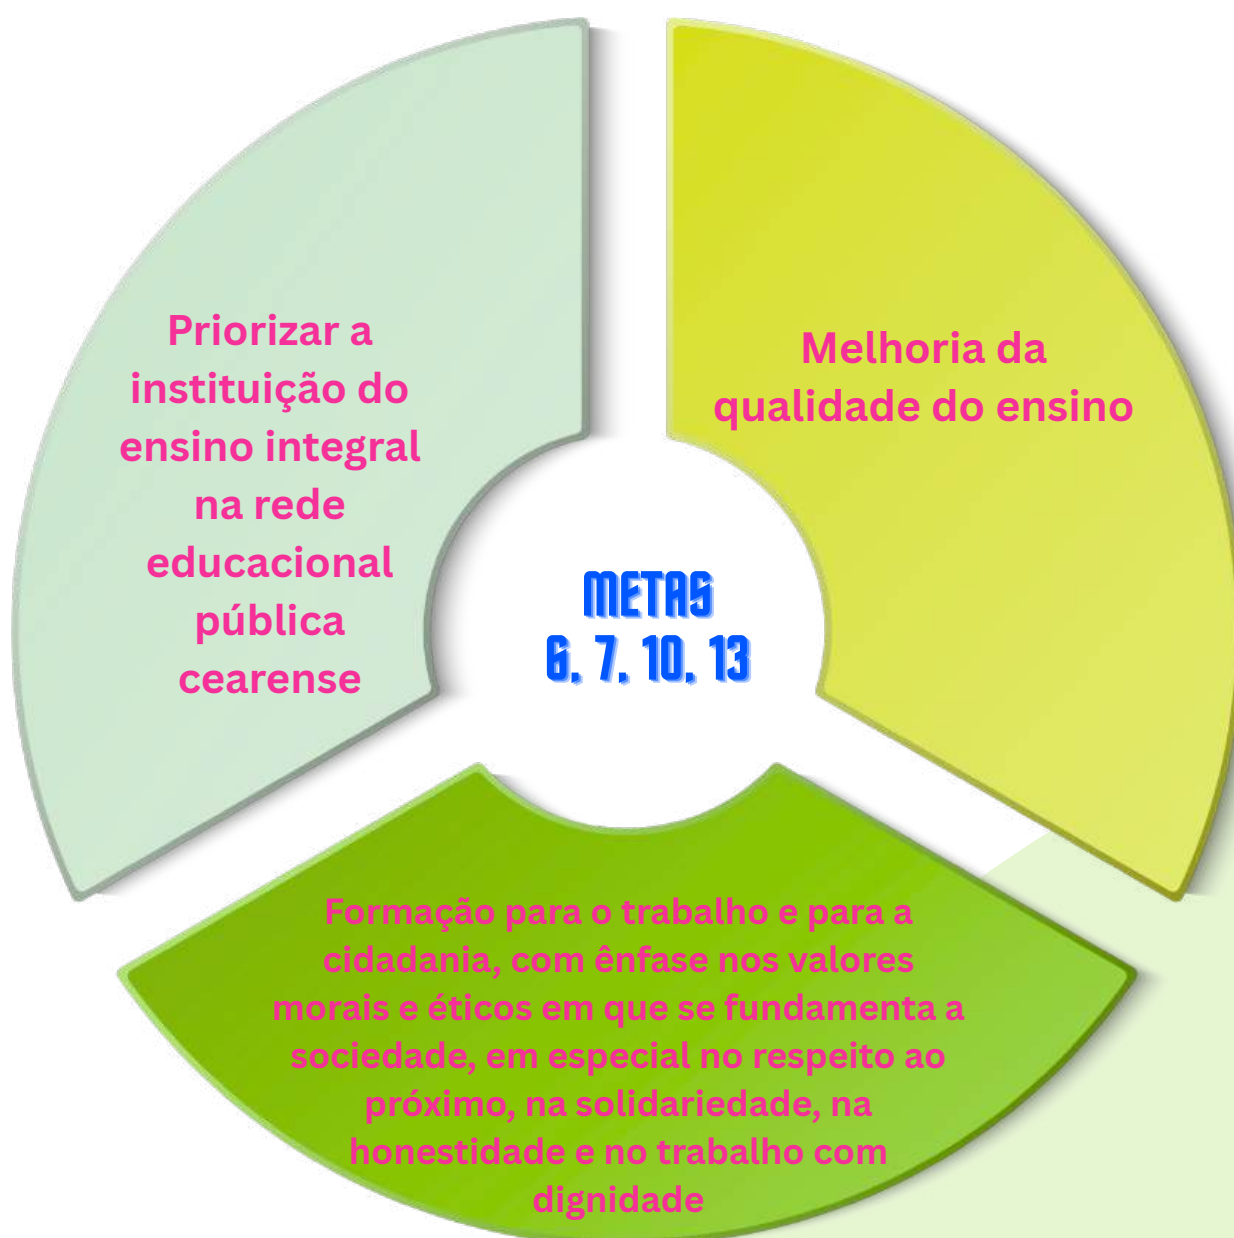 Priorizar a
instituição do
ensino integral
na rede
educacional
pública
cearense
Melhoria da
qualidade do ensino
METAS
6, 7, 10, 13
Formação para o trabalho e para a
cidadania, com ênfase nos valores
morais e éticos em que se fundamenta a
sociedade, em especial no respeito ao
próximo, na solidariedade, na
honestidade e no trabalho com
dignidade